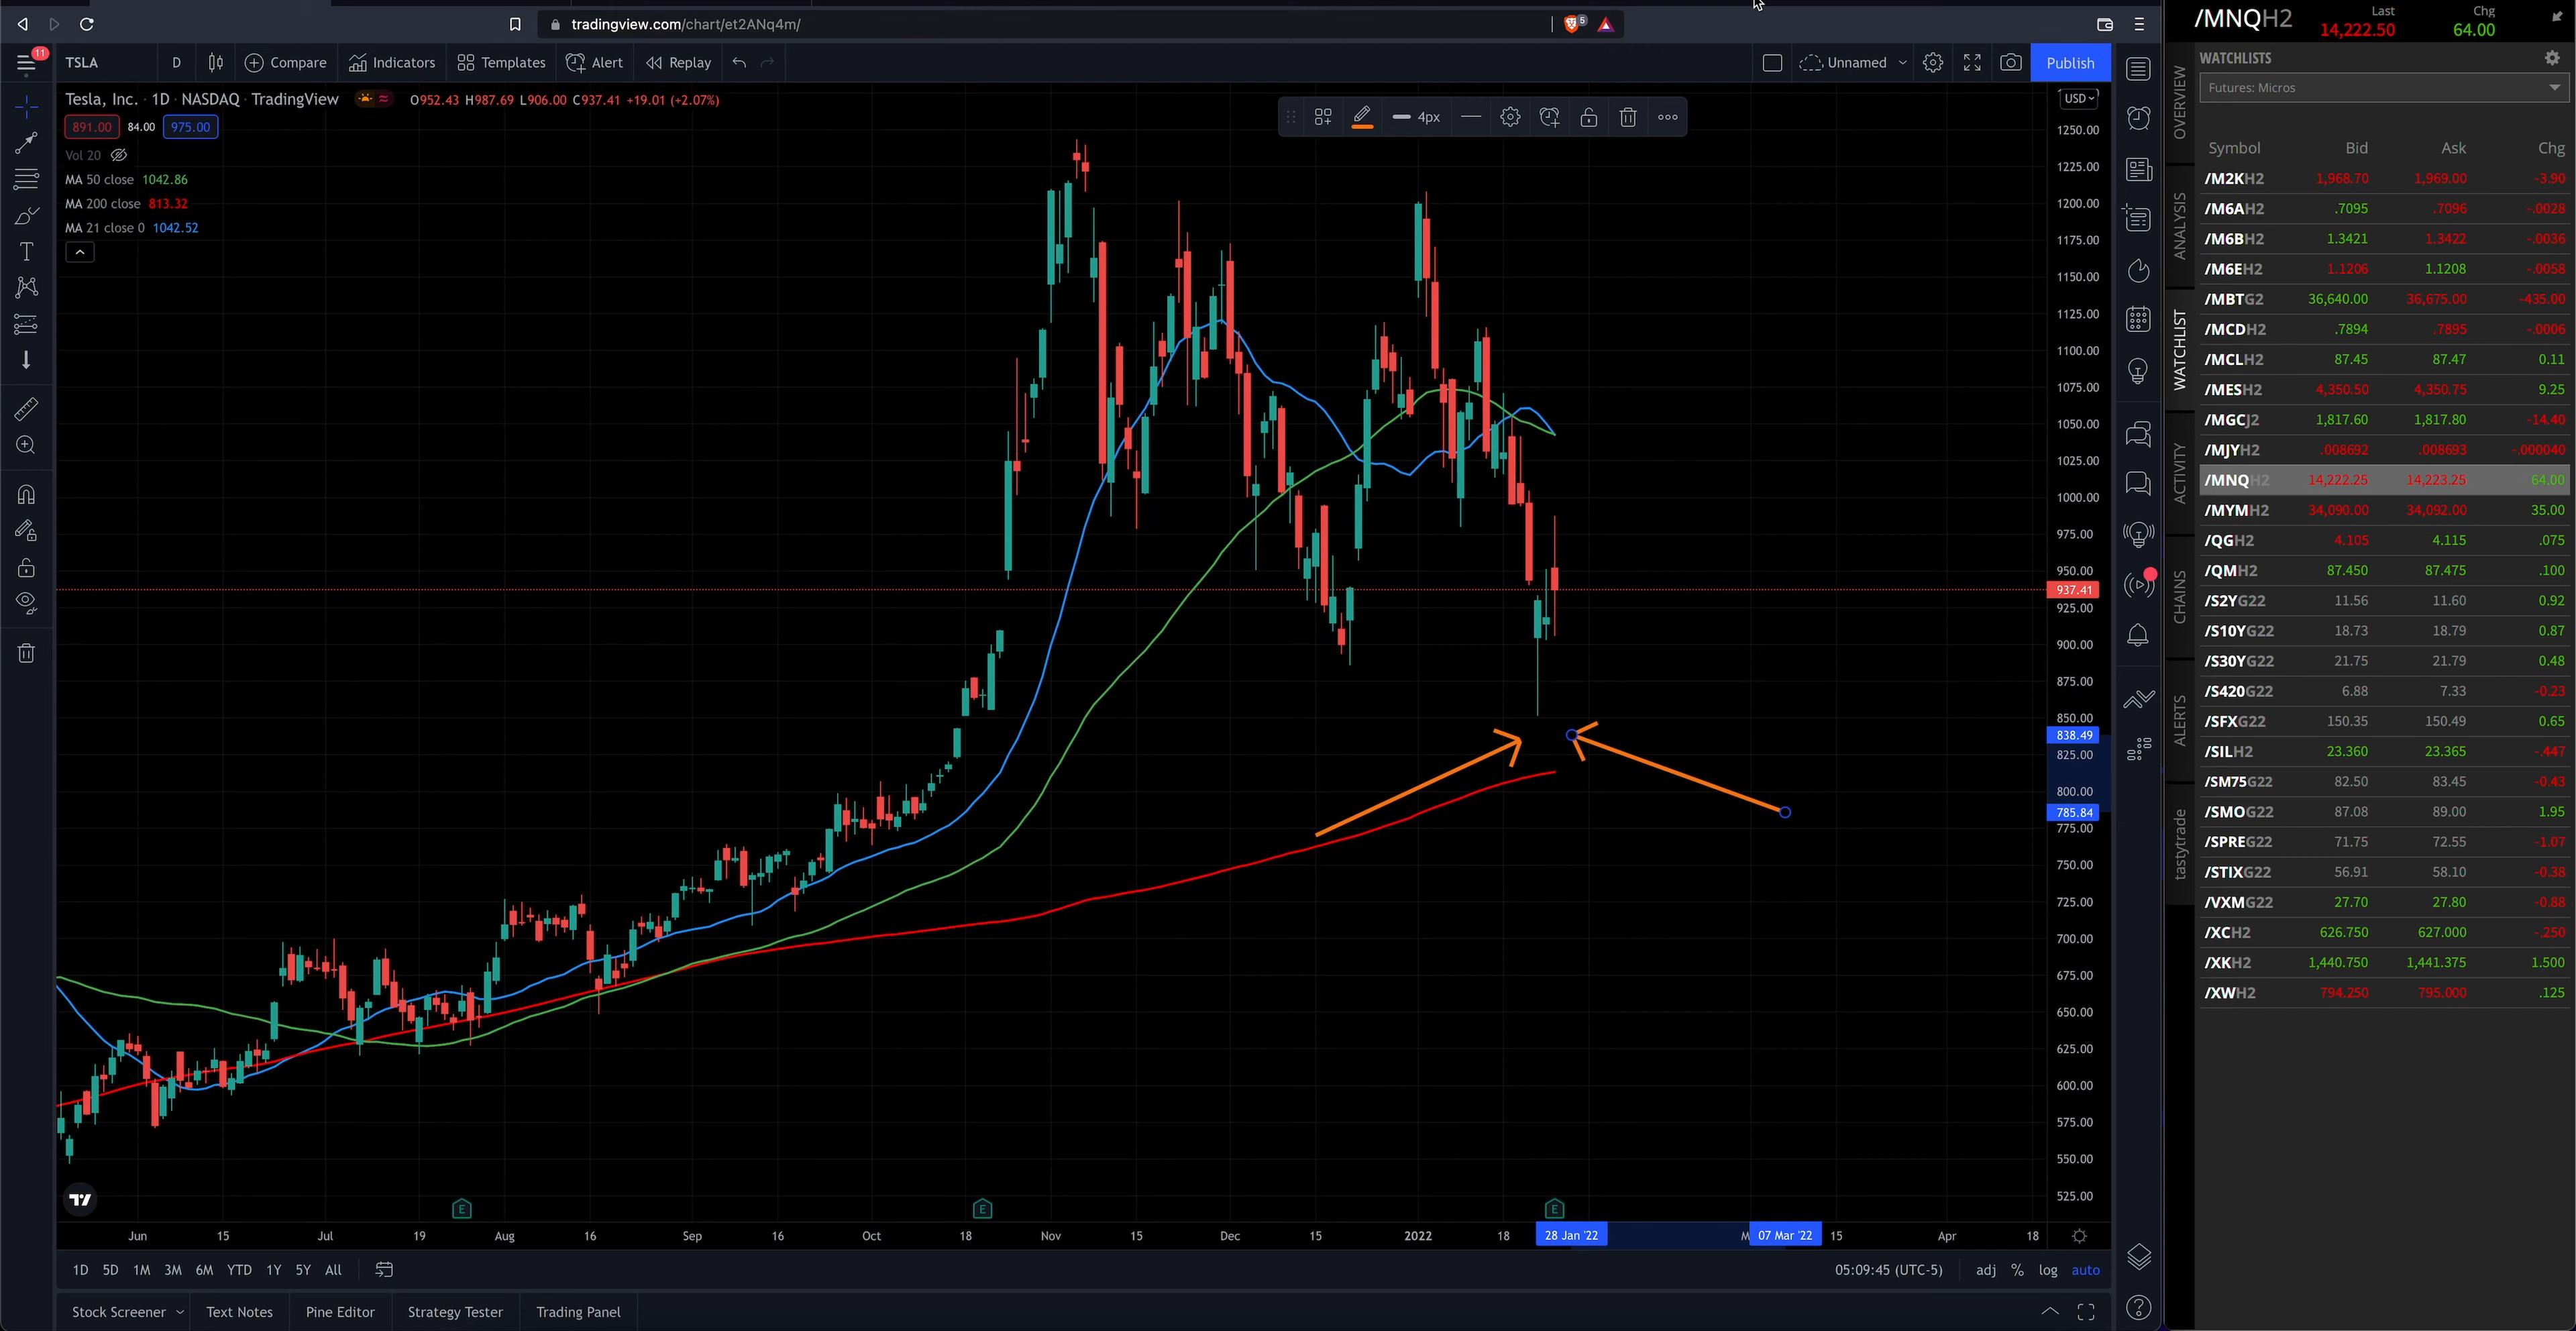 tradingview.com/chart/et2ANq4m/
5
/MNQH2
Last
Chg
14,222.50
64.00
11
TSLA
D
Compare
Indicators
Templates
Alert
Replay
Unnamed
Publish
Tesla, Inc. · 1D · NASDAQ · TradingView
O952.43 H987.69 L906.00 C937.41 +19.01 (+2.07%)
891.00 84.00 975.00
Vol 20
MA 50 close 1042.86
MA 200 close 813.32
MA 21 close 0 1042.52
4px
USD
1250.00
1225.00
1200.00
1175.00
1150.00
1125.00
1100.00
1075.00
1050.00
1025.00
1000.00
975.00
950.00
937.41
925.00
900.00
875.00
850.00
838.49
825.00
800.00
785.84
775.00
750.00
725.00
700.00
675.00
650.00
625.00
600.00
575.00
550.00
525.00
E
E
E
Jun 15 Jul 19 Aug 16 Sep 16 Oct 18 Nov 15 Dec 15 2022 18 28 Jan '22 M 07 Mar '22 15 Apr 18
1D 5D 1M 3M 6M YTD 1Y 5Y All
05:09:45 (UTC-5) adj % log auto
Stock Screener Text Notes Pine Editor Strategy Tester Trading Panel
OVERVIEW
ANALYSIS
WATCHLIST
ACTIVITY
CHAINS
ALERTS
tastytrade
WATCHLISTS
Futures: Micros
Symbol Bid Ask Chg
/M2KH2 1,968.70 1,969.00 -3.90
/M6AH2 .7095 .7096 -.0028
/M6BH2 1.3421 1.3422 -.0036
/M6EH2 1.1206 1.1208 -.0058
/MBTG2 36,640.00 36,675.00 -435.00
/MCDH2 .7894 .7895 -.0006
/MCLH2 87.45 87.47 0.11
/MESH2 4,350.50 4,350.75 9.25
/MGCJ2 1,817.60 1,817.80 -14.40
/MJYH2 .008692 .008693 -.000040
/MNQH2 14,222.25 14,223.25 64.00
/MYMH2 34,090.00 34,092.00 35.00
/QGH2 4.105 4.115 .075
/QMH2 87.450 87.475 .100
/S2YG22 11.56 11.60 0.92
/S10YG22 18.73 18.79 0.87
/S30YG22 21.75 21.79 0.48
/S420G22 6.88 7.33 -0.23
/SFXG22 150.35 150.49 0.65
/SILH2 23.360 23.365 -.447
/SM75G22 82.50 83.45 -0.43
/SMOG22 87.08 89.00 1.95
/SPREG22 71.75 72.55 -1.07
/STIXG22 56.91 58.10 -0.38
/VXMG22 27.70 27.80 -0.88
/XCH2 626.750 627.000 -.250
/XKH2 1,440.750 1,441.375 1.500
/XWH2 794.250 795.000 .125